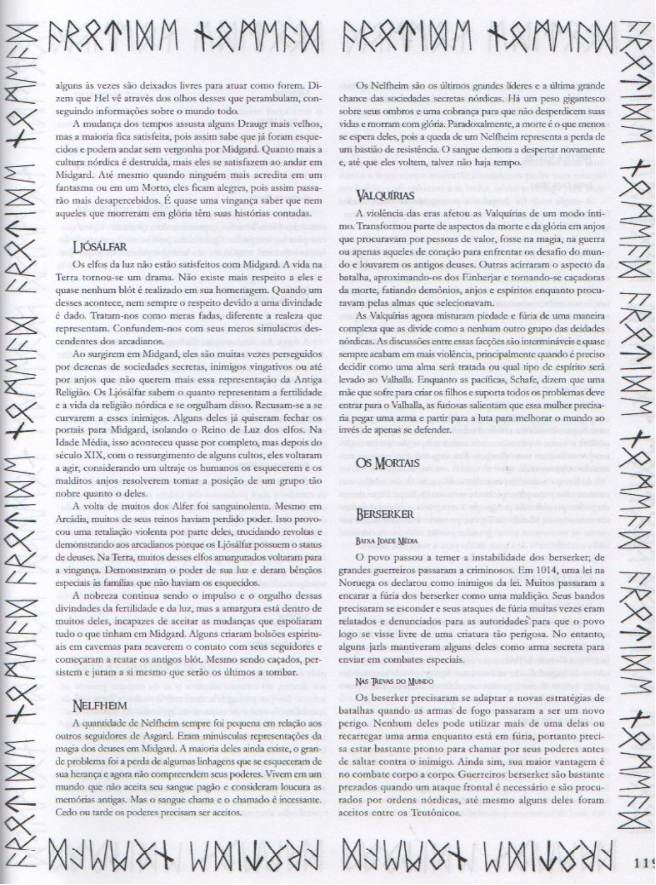 alguns às vezes são deixados livres para atuar como forem. Di-
zem que Hel vê através dos olhos desses que perambulam, con-
seguindo informações sobre o mundo todo.
A mudança dos tempos assusta alguns Draugr mais velhos,
mas a maioria fica satisfeita, pois assim sabe que já foram esque-
cidos e podem andar sem vergonha por Midgard. Quanto mais a
cultura nórdica é destruída, mais eles se satisfazem ao andar em
Midgard. Até mesmo quando ninguém mais acredita em um
fantasma ou em um Morto, eles ficam alegres, pois assim passa-
rão mais desapercebidos. É quase uma vingança saber que nem
aqueles que morreram em glória têm suas histórias contadas.
LJÓSÁLFAR
Os elfos da luz não estão satisfeitos com Midgard. A vida na
Terra tornou-se um drama. Não existe mais respeito a eles e
quase nenhum blót é realizado em sua homenagem. Quando um
desses acontece, nem sempre o respeito devido a uma divindade
é dado. Tratam-nos como meras fadas, diferente a realeza que
representam. Confundem-nos com seus meros simulacros des-
cendentes dos arcadianos.
Ao surgirem em Midgard, eles são muitas vezes perseguidos
por dezenas de sociedades secretas, inimigos vingativos ou até
por anjos que não querem mais essa representação da Antiga
Religião. Os Ljósálfar sabem o quanto representam a fertilidade
e a vida da religião nórdica e se orgulham disso. Recusam-se a se
curvarem a esses inimigos. Alguns deles já quiseram fechar os
portais para Midgard, isolando o Reino de Luz dos elfos. Na
Idade Média, isso aconteceu quase por completo, mas depois do
século XIX, com o ressurgimento de alguns cultos, eles voltaram
a agir, considerando um ultraje os humanos os esquecerem e os
malditos anjos resolverem tomar a posição de um grupo tão
nobre quanto o deles.
A volta de muitos dos Alfer foi sanguinolenta. Mesmo em
Arcádia, muitos de seus reinos haviam perdido poder. Isso provo-
cou uma retaliação violenta por parte deles, trucidando revoltas e
demonstrando aos arcadianos porque os Ljósálfar possuem o status
de deuses. Na Terra, muitos desses elfos amargurados voltaram para
a vingança. Demonstraram o poder de sua luz e deram bênçãos
especiais às famílias que não haviam os esquecidos.
A nobreza continua sendo o impulso e o orgulho dessas
divindades da fertilidade e da luz, mas a amargura está dentro de
muitos deles, incapazes de aceitar as mudanças que espoliaram
tudo o que tinham em Midgard. Alguns criaram bolsões espiritu-
ais em cavernas para reaverem o contato com seus seguidores e
começaram a reatar os antigos blót. Mesmo sendo caçados, per-
sistem e juram a si mesmo que serão os últimos a tombar.
NELFHEIM
A quantidade de Nelfheim sempre foi pequena em relação aos
outros seguidores de Asgard. Eram minúsculas representações da
magia dos deuses em Midgard. A maioria deles ainda existe, o gran-
de problema foi a perda de algumas linhagens que se esqueceram de
sua herança e agora não compreendem seus poderes. Vivem em um
mundo que não aceita seu sangue pagão e consideram loucura as
memórias antigas. Mas o sangue chama e o chamado é incessante.
Cedo ou tarde os poderes precisam ser aceitos.
Os Nelfheim são os últimos grandes líderes e a última grande
chance das sociedades secretas nórdicas. Há um peso gigantesco
sobre seus ombros e uma cobrança para que não desperdicem suas
vidas e morram com glória. Paradoxalmente, a morte é o que menos
se espera deles, pois a queda de um Nelfheim representa a perda de
um bastião de resistência. O sangue demora a despertar novamente
e, até que eles voltem, talvez não haja tempo.
VALQUÍRIAS
A violência das eras afetou as Valquírias de um modo ínti-
mo. Transformou parte de aspectos da morte e da glória em anjos
que procuravam por pessoas de valor, fosse na magia, na guerra
ou apenas aqueles de coração para enfrentar os desafio do mun-
do e louvarem os antigos deuses. Outras acirraram o aspecto da
batalha, aproximando-os dos Einherjar e tornando-se caçadoras
da morte, fatiando demônios, anjos e espíritos enquanto procu-
ravam pelas almas que selecionavam.
As Valquírias agora misturam piedade e fúria de uma maneira
complexa que as divide como a nenhum outro grupo das deidades
nórdicas. As discussões entre essas facções são intermináveis e quase
sempre acabam em mais violência, principalmente quando é preciso
decidir como uma alma será tratada ou qual tipo de espírito será
levado ao Valhalla. Enquanto as pacíficas, Schafe, dizem que uma
mãe que sofre para criar os filhos e suporta todos os problemas deve
entrar para o Valhalla, as furiosas salientam que essa mulher precisa-
ria pegar uma arma e partir para a luta para melhorar o mundo ao
invés de apenas se defender.
OS MORTAIS
BERSERKER
BAIXA IDADE MÉDIA
O povo passou a temer a instabilidade dos berserker; de
grandes guerreiros passaram a criminosos. Em 1014, uma lei na
Noruega os declarou como inimigos da lei. Muitos passaram a
encarar a fúria dos berserker como uma maldição. Seus bandos
precisaram se esconder e seus ataques de fúria muitas vezes eram
relatados e denunciados para as autoridades para que o povo
logo se visse livre de uma criatura tão perigosa. No entanto,
alguns jarls mantiveram alguns deles como arma secreta para
enviar em combates especiais.
NAS TREVAS DO MUNDO
Os beserker precisaram se adaptar a novas estratégias de
batalhas quando as armas de fogo passaram a ser um novo
perigo. Nenhum deles pode utilizar mais de uma delas ou
recarregar uma arma enquanto está em fúria, portanto preci-
sa estar bastante pronto para chamar por seus poderes antes
de saltar contra o inimigo. Ainda sim, sua maior vantagem é
no combate corpo a corpo. Guerreiros berserker são bastante
prezados quando um ataque frontal é necessário e são procu-
rados por ordens nórdicas, até mesmo alguns deles foram
aceitos entre os Teutônicos.
119